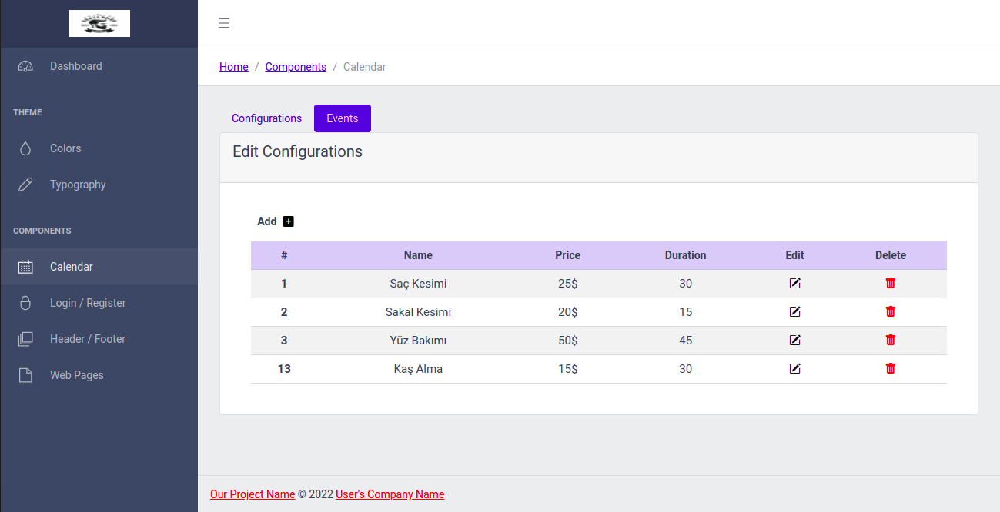 Dashboard
THEME
Colors
Typography
COMPONENTS
Calendar
Login / Register
Header / Footer
Web Pages
Home / Components / Calendar
Configurations Events
Edit Configurations
Add
# Name Price Duration Edit Delete
1 Saç Kesimi 25$ 30
2 Sakal Kesimi 20$ 15
3 Yüz Bakımı 50$ 45
13 Kaş Alma 15$ 30
Our Project Name © 2022 User's Company Name